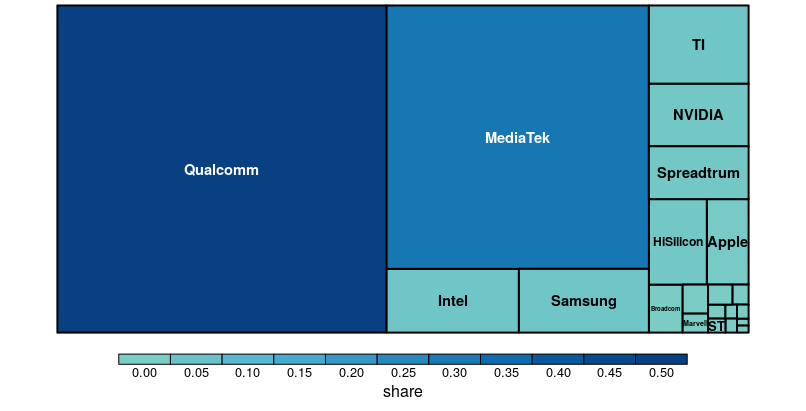 TI
NVIDIA
MediaTek
Qualcomm
Spreadtrum
HiSilicon
Apple
Intel
Samsung
Broadcom
Marvell
ST
0.00 0.05 0.10 0.15 0.20 0.25 0.30 0.35 0.40 0.45 0.50
share